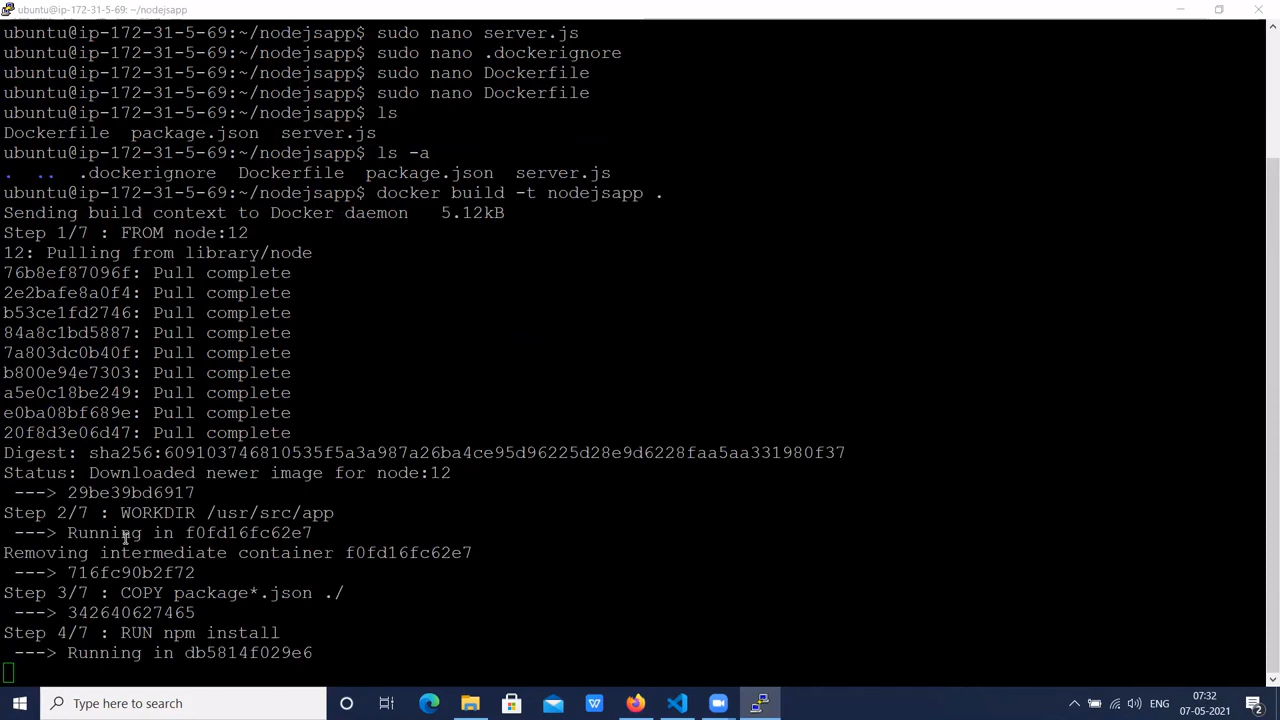 ubuntu@ip-172-31-5-69: ~/nodejsapp
ubuntu@ip-172-31-5-69:~/nodejsapp$ sudo nano server.js
ubuntu@ip-172-31-5-69:~/nodejsapp$ sudo nano .dockerignore
ubuntu@ip-172-31-5-69:~/nodejsapp$ sudo nano Dockerfile
ubuntu@ip-172-31-5-69:~/nodejsapp$ sudo nano Dockerfile
ubuntu@ip-172-31-5-69:~/nodejsapp$ ls
Dockerfile  package.json  server.js
ubuntu@ip-172-31-5-69:~/nodejsapp$ ls -a
.  ..  .dockerignore  Dockerfile  package.json  server.js
ubuntu@ip-172-31-5-69:~/nodejsapp$ docker build -t nodejsapp .
Sending build context to Docker daemon   5.12kB
Step 1/7 : FROM node:12
12: Pulling from library/node
76b8ef87096f: Pull complete
2e2bafe8a0f4: Pull complete
b53ce1fd2746: Pull complete
84a8c1bd5887: Pull complete
7a803dc0b40f: Pull complete
b800e94e7303: Pull complete
a5e0c18be249: Pull complete
e0ba08bf689e: Pull complete
20f8d3e06d47: Pull complete
Digest: sha256:609103746810535f5a3a987a26ba4ce95d96225d28e9d6228faa5aa331980f37
Status: Downloaded newer image for node:12
 ---> 29be39bd6917
Step 2/7 : WORKDIR /usr/src/app
 ---> Running in f0fd16fc62e7
Removing intermediate container f0fd16fc62e7
 ---> 716fc90b2f72
Step 3/7 : COPY package*.json ./
 ---> 342640627465
Step 4/7 : RUN npm install
 ---> Running in db5814f029e6
Type here to search
ENG
07:32
07-05-2021
2